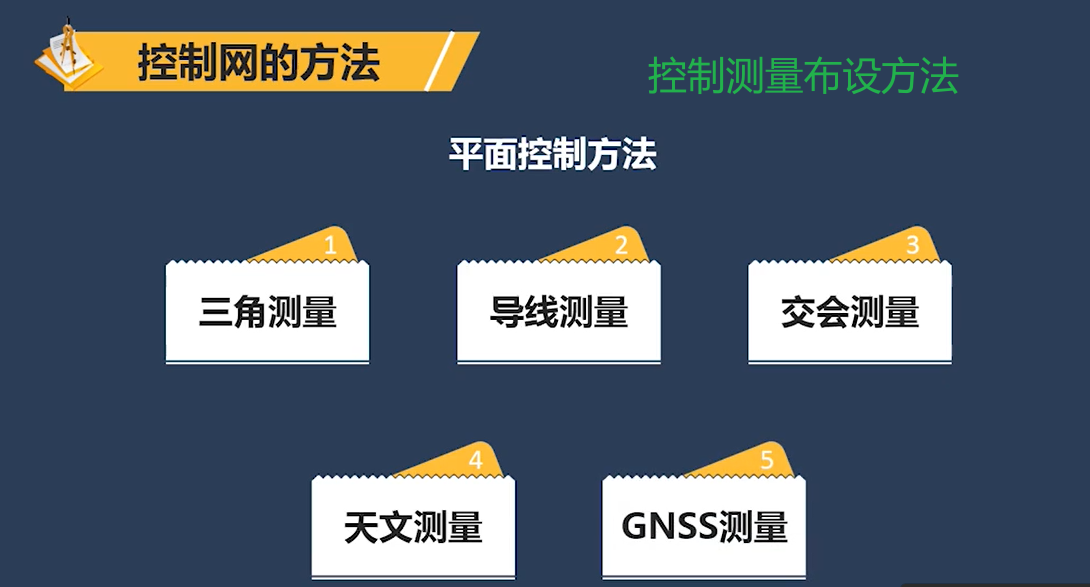 控制网的方法
控制测量布设方法
平面控制方法
1
三角测量
2
导线测量
3
交会测量
4
天文测量
5
GNSS测量